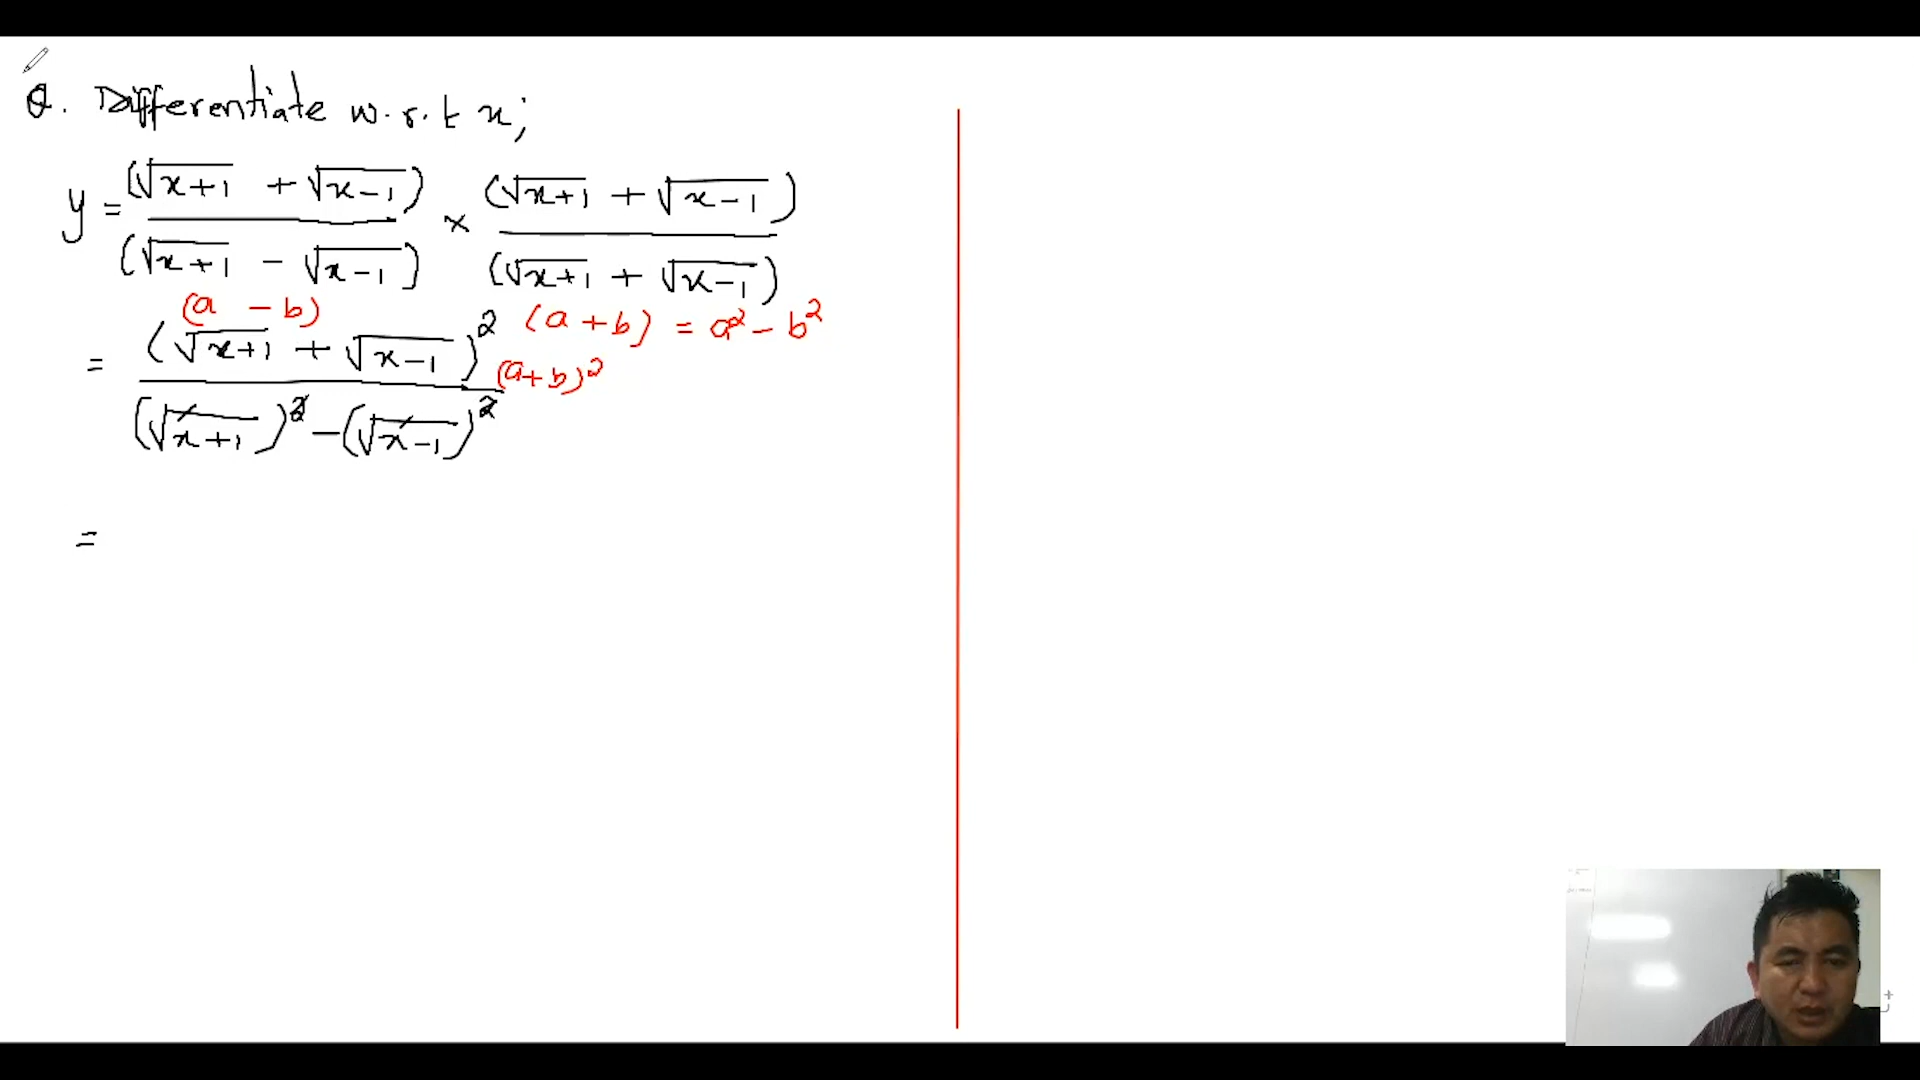 Q. Differentiate w.r.t x;
y = (√x+1 + √x-1) / (√x+1 - √x-1) × (√x+1 + √x-1) / (√x+1 + √x-1)
(a - b) (a + b) = a² - b²
= (√x+1 + √x-1)² / (√x+1)² - (√x-1)²
(a+b)²
=